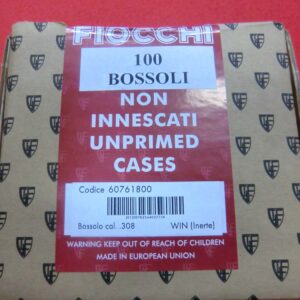 FIOCCHI
100
BOSSOLI
NON
INNESCATI
UNPRIMED
CASES
Codice 60761800
Bossolo cal. .308 WIN (Inerte)
WARNING KEEP OUT OF REACH OF CHILDREN
MADE IN EUROPEAN UNION